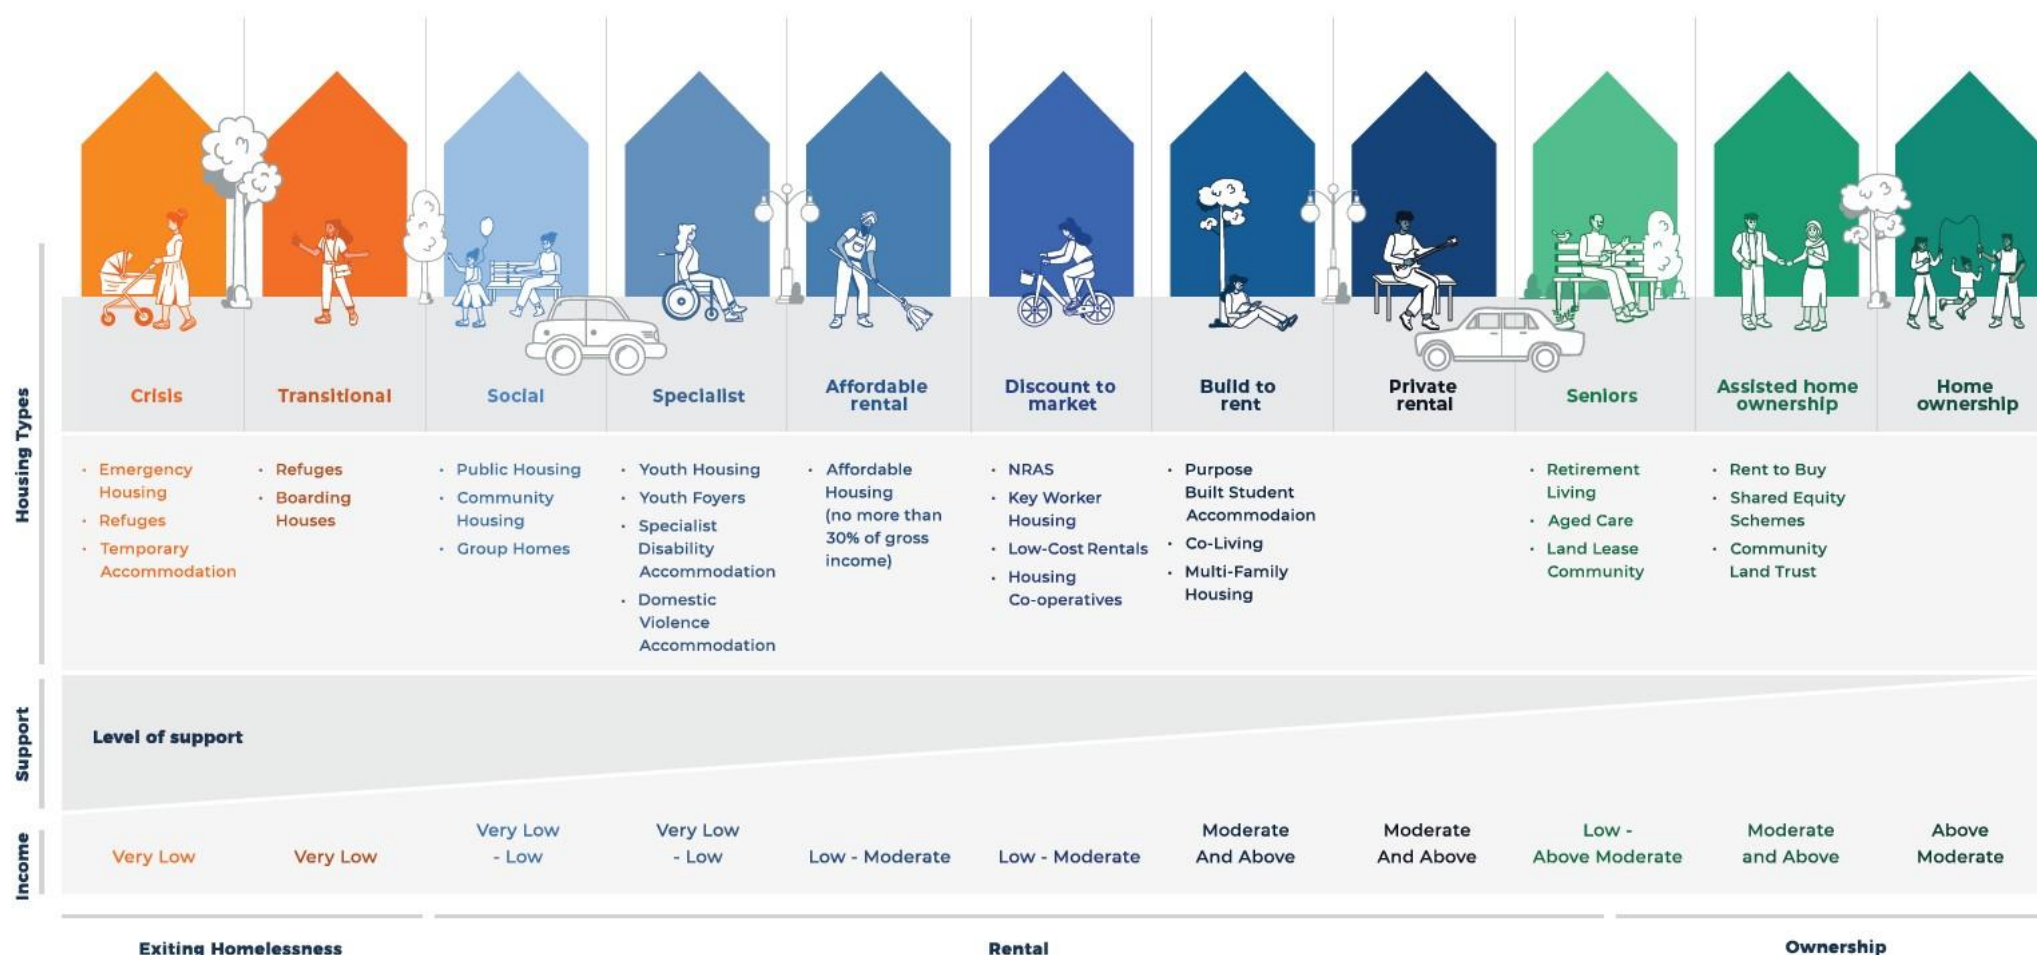 Housing Types
Crisis
Transitional
Social
Specialist
Affordable
rental
Discount to
market
Build to
rent
Private
rental
Seniors
Assisted home
ownership
Home
ownership
· Emergency
Housing
· Refuges
· Temporary
Accommodation
· Refuges
· Boarding
Houses
· Public Housing
· Community
Housing
· Group Homes
· Youth Housing
· Youth Foyers
· Specialist
Disability
Accommodation
· Domestic
Violence
Accommodation
· Affordable
Housing
(no more than
30% of gross
income)
· NRAS
· Key Worker
Housing
· Low-Cost Rentals
· Housing
Co-operatives
· Purpose
Built Student
Accommodaion
· Co-Living
· Multi-Family
Housing
· Retirement
Living
· Aged Care
· Land Lease
Community
· Rent to Buy
· Shared Equity
Schemes
· Community
Land Trust
Support
Level of support
Income
Very Low
Very Low
Very Low
- Low
Very Low
- Low
Low - Moderate
Low - Moderate
Moderate
And Above
Moderate
And Above
Low -
Above Moderate
Moderate
and Above
Above
Moderate
Exiting Homelessness
Rental
Ownership